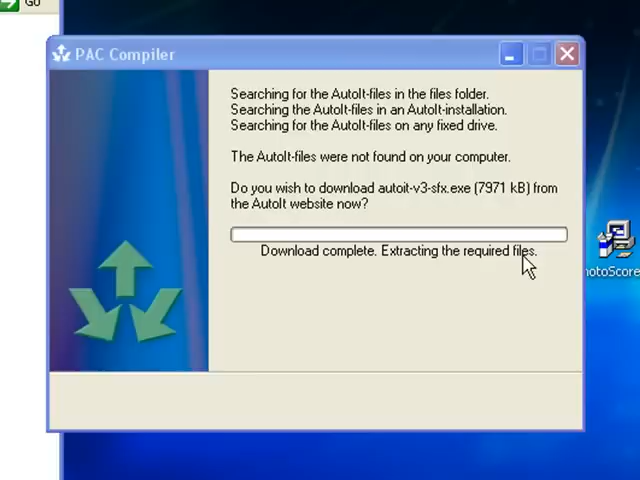 GO
PAC Compiler
Searching for the AutoIt-files in the files folder.
Searching the AutoIt-files in an AutoIt-installation.
Searching for the AutoIt-files on any fixed drive.
The AutoIt-files were not found on your computer.
Do you wish to download autoit-v3-sfx.exe (7971 kB) from
the AutoIt website now?
Download complete. Extracting the required files.
otoScore